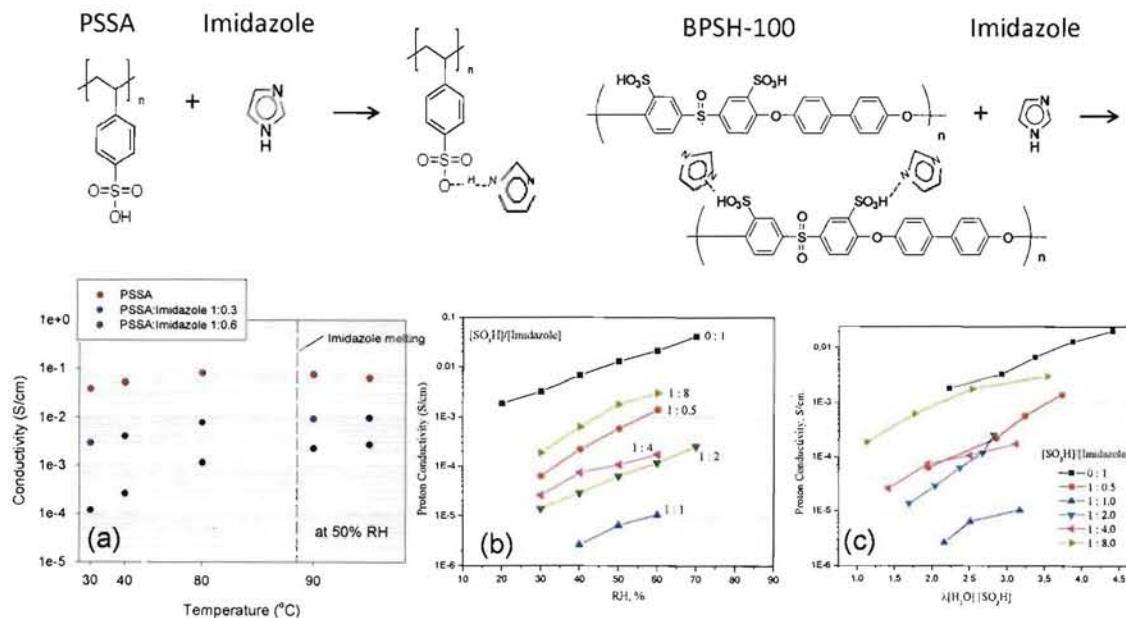 PSSA Imidazole BPSH-100 Imidazole
n
+
N
N
H
O=S=O
OH
n
O=S=O
O--H--N
N
HO₃S
SO₃H
O
S
O
O
n
+
N
N
H
N
N
HO₃S
SO₃H
S
O
O
O
O
n
PSSA
PSSA:Imidazole 1:0.3
PSSA:Imidazole 1:0.6
Imidazole melting
1e+0
1e-1
1e-2
1e-3
1e-4
1e-5
Conductivity (S/cm)
(a)
at 50% RH
30 40 80 90
Temperature (°C)
[SO₃H]/[Imidazole]
0.1
0.01
1E-3
1E-4
1E-5
1E-6
Proton Conductivity (S/cm)
0 : 1
1 : 8
1 : 0.5
1 : 4
1 : 2
1 : 1
(b)
10 20 30 40 50 60 70 80 90
RH, %
0.01
1E-3
1E-4
1E-5
1E-6
Proton Conductivity, S/cm
[SO₃H]/[Imidazole]
0 : 1
1 : 0.5
1 : 1.0
1 : 2.0
1 : 4.0
1 : 8.0
(c)
1.0 1.5 2.0 2.5 3.0 3.5 4.0 4.5
λ[H₂O]/[SO₃H]